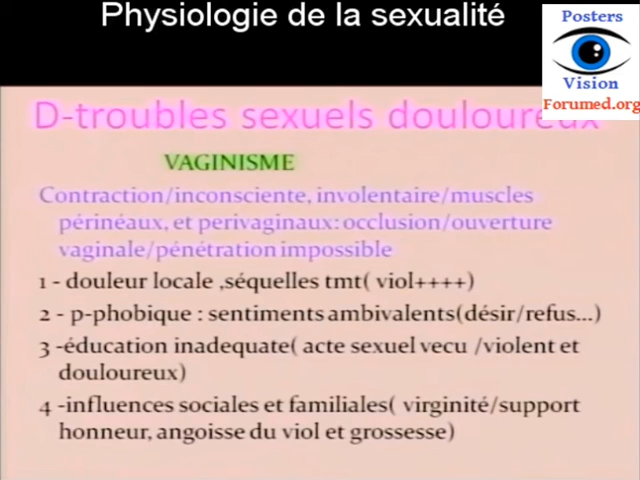 Physiologie de la sexualité
Posters
Vision
Forumed.org
D-troubles sexuels douloureux
VAGINISME
Contraction/inconsciente, involentaire/muscles
périnéaux, et perivaginaux: occlusion/ouverture
vaginale/pénétration impossible
1 - douleur locale ,séquelles tmt( viol++++)
2 - p-phobique : sentiments ambivalents(désir/refus...)
3 -éducation inadequate( acte sexuel vecu /violent et
douloureux)
4 -influences sociales et familiales( virginité/support
honneur, angoisse du viol et grossesse)